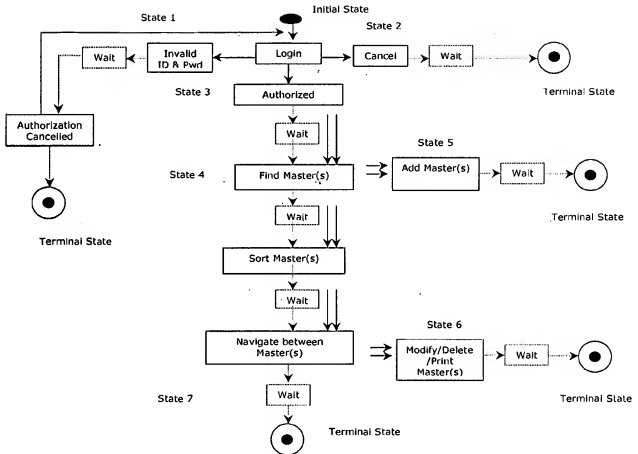 Initial State
State 1
State 2
Wait
Invalid
ID & Pwd
Login
Cancel
Wait
Terminal State
State 3
Authorized
Authorization
Cancelled
Wait
State 5
State 4
Find Master(s)
Add Master(s)
Wait
Terminal State
Wait
Terminal State
Sort Master(s)
Wait
State 6
Navigate between
Master(s)
Modify/Delete
/Print
Master(s)
Wait
State 7
Wait
Terminal State
Terminal State